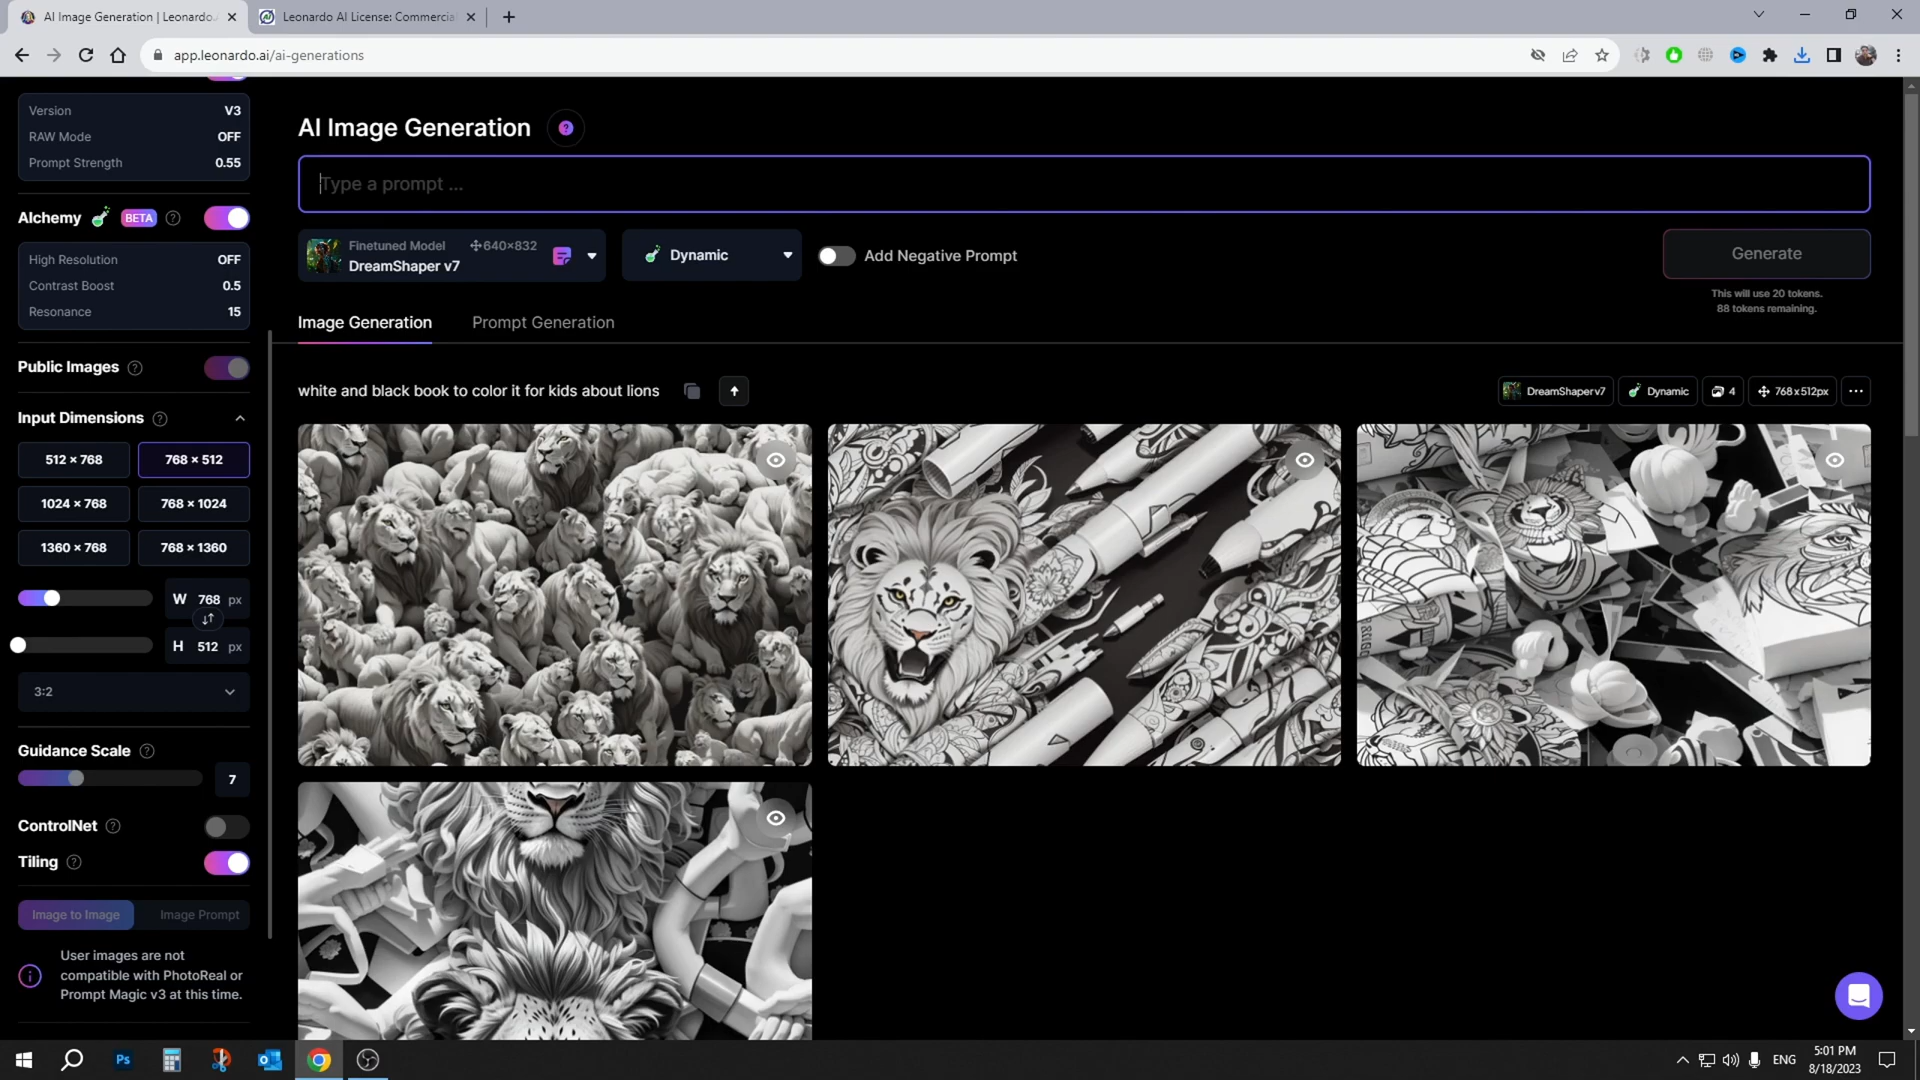 AI Image Generation | Leonardo.
Leonardo AI License: Commercial
app.leonardo.ai/ai-generations
Version V3
RAW Mode OFF
Prompt Strength 0.55
Alchemy BETA
High Resolution OFF
Contrast Boost 0.5
Resonance 15
Public Images
Input Dimensions
512 × 768 768 × 512
1024 × 768 768 × 1024
1360 × 768 768 × 1360
W 768 px
H 512 px
3:2
Guidance Scale
7
ControlNet
Tiling
Image to Image Image Prompt
User images are not
compatible with PhotoReal or
Prompt Magic v3 at this time.
AI Image Generation
Type a prompt ...
Finetuned Model 640×832
DreamShaper v7
Dynamic
Add Negative Prompt
Generate
This will use 20 tokens.
88 tokens remaining.
Image Generation Prompt Generation
white and black book to color it for kids about lions
DreamShaper v7 Dynamic 4 768x512px
Ps
ENG
5:01 PM
8/18/2023